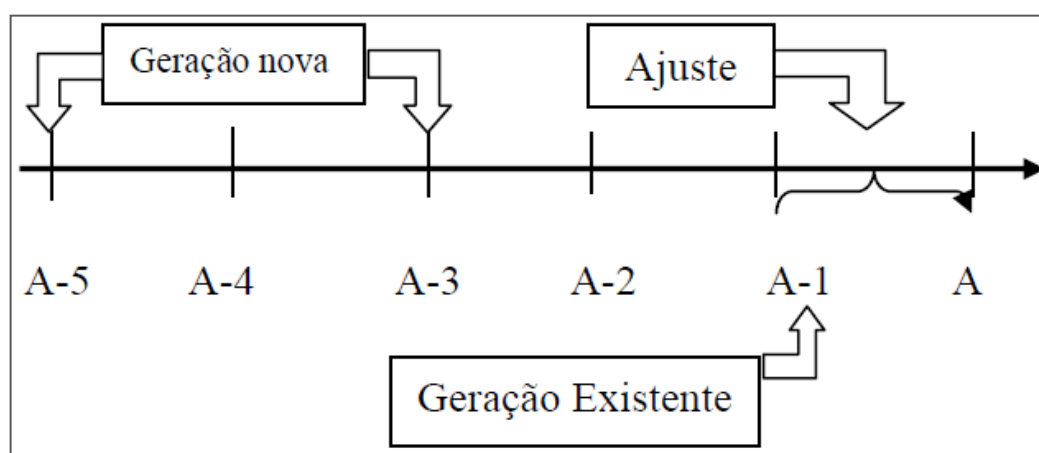 Geração nova
Ajuste
A-5
A-4
A-3
A-2
A-1
A
Geração Existente